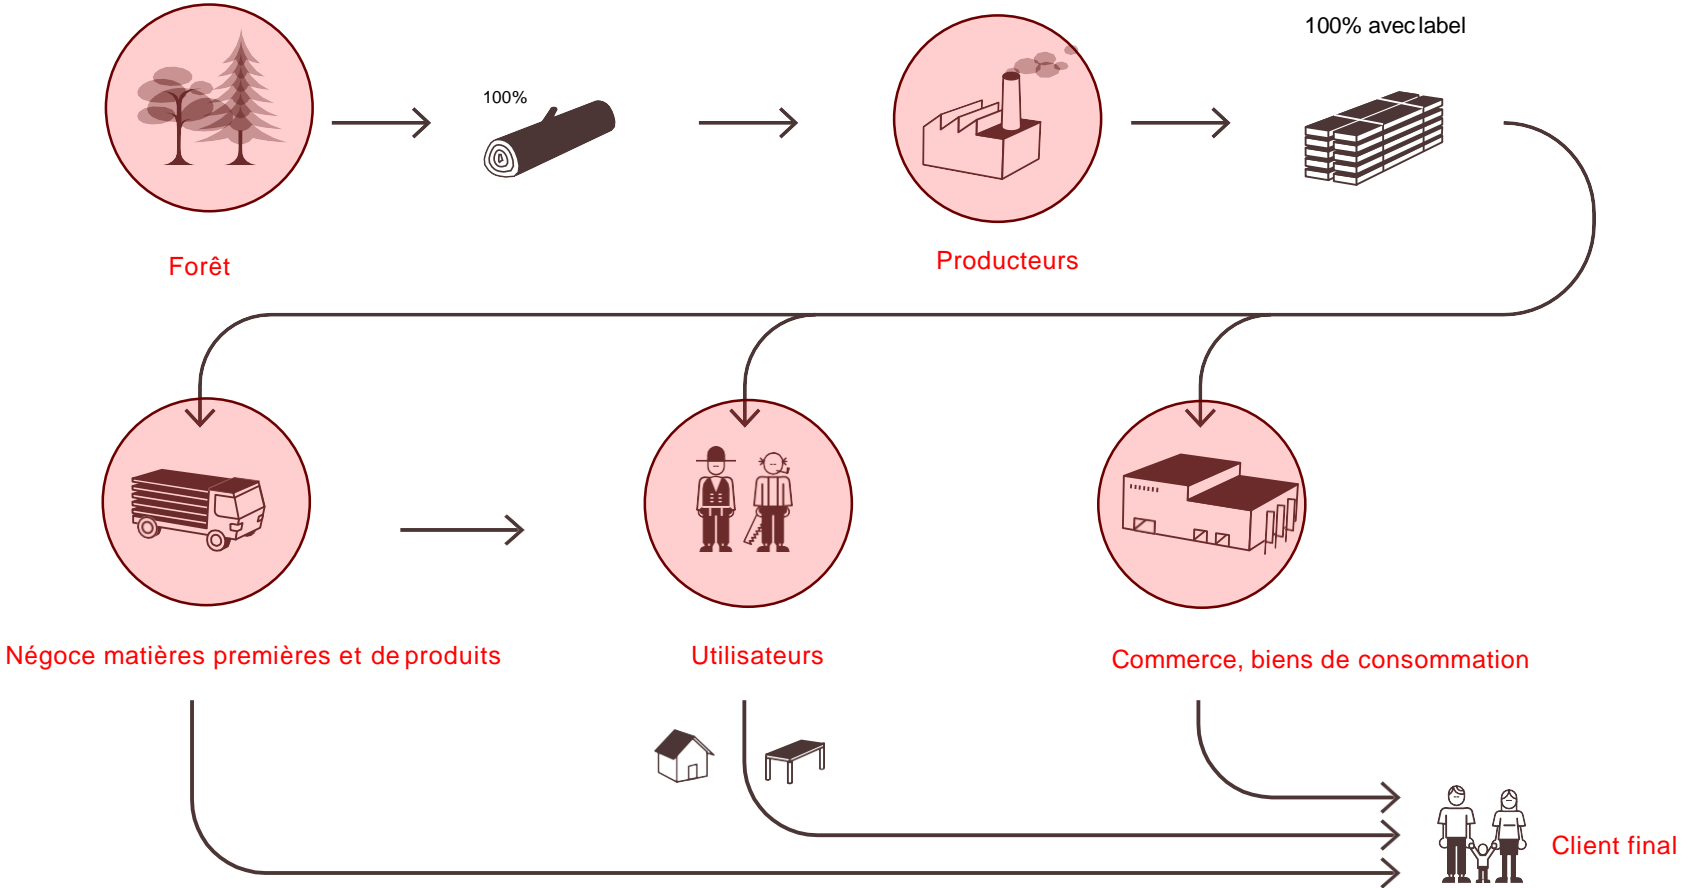 100% avec label
100%
Forêt
Producteurs
Négoce matières premières et de produits
Utilisateurs
Commerce, biens de consommation
Client final